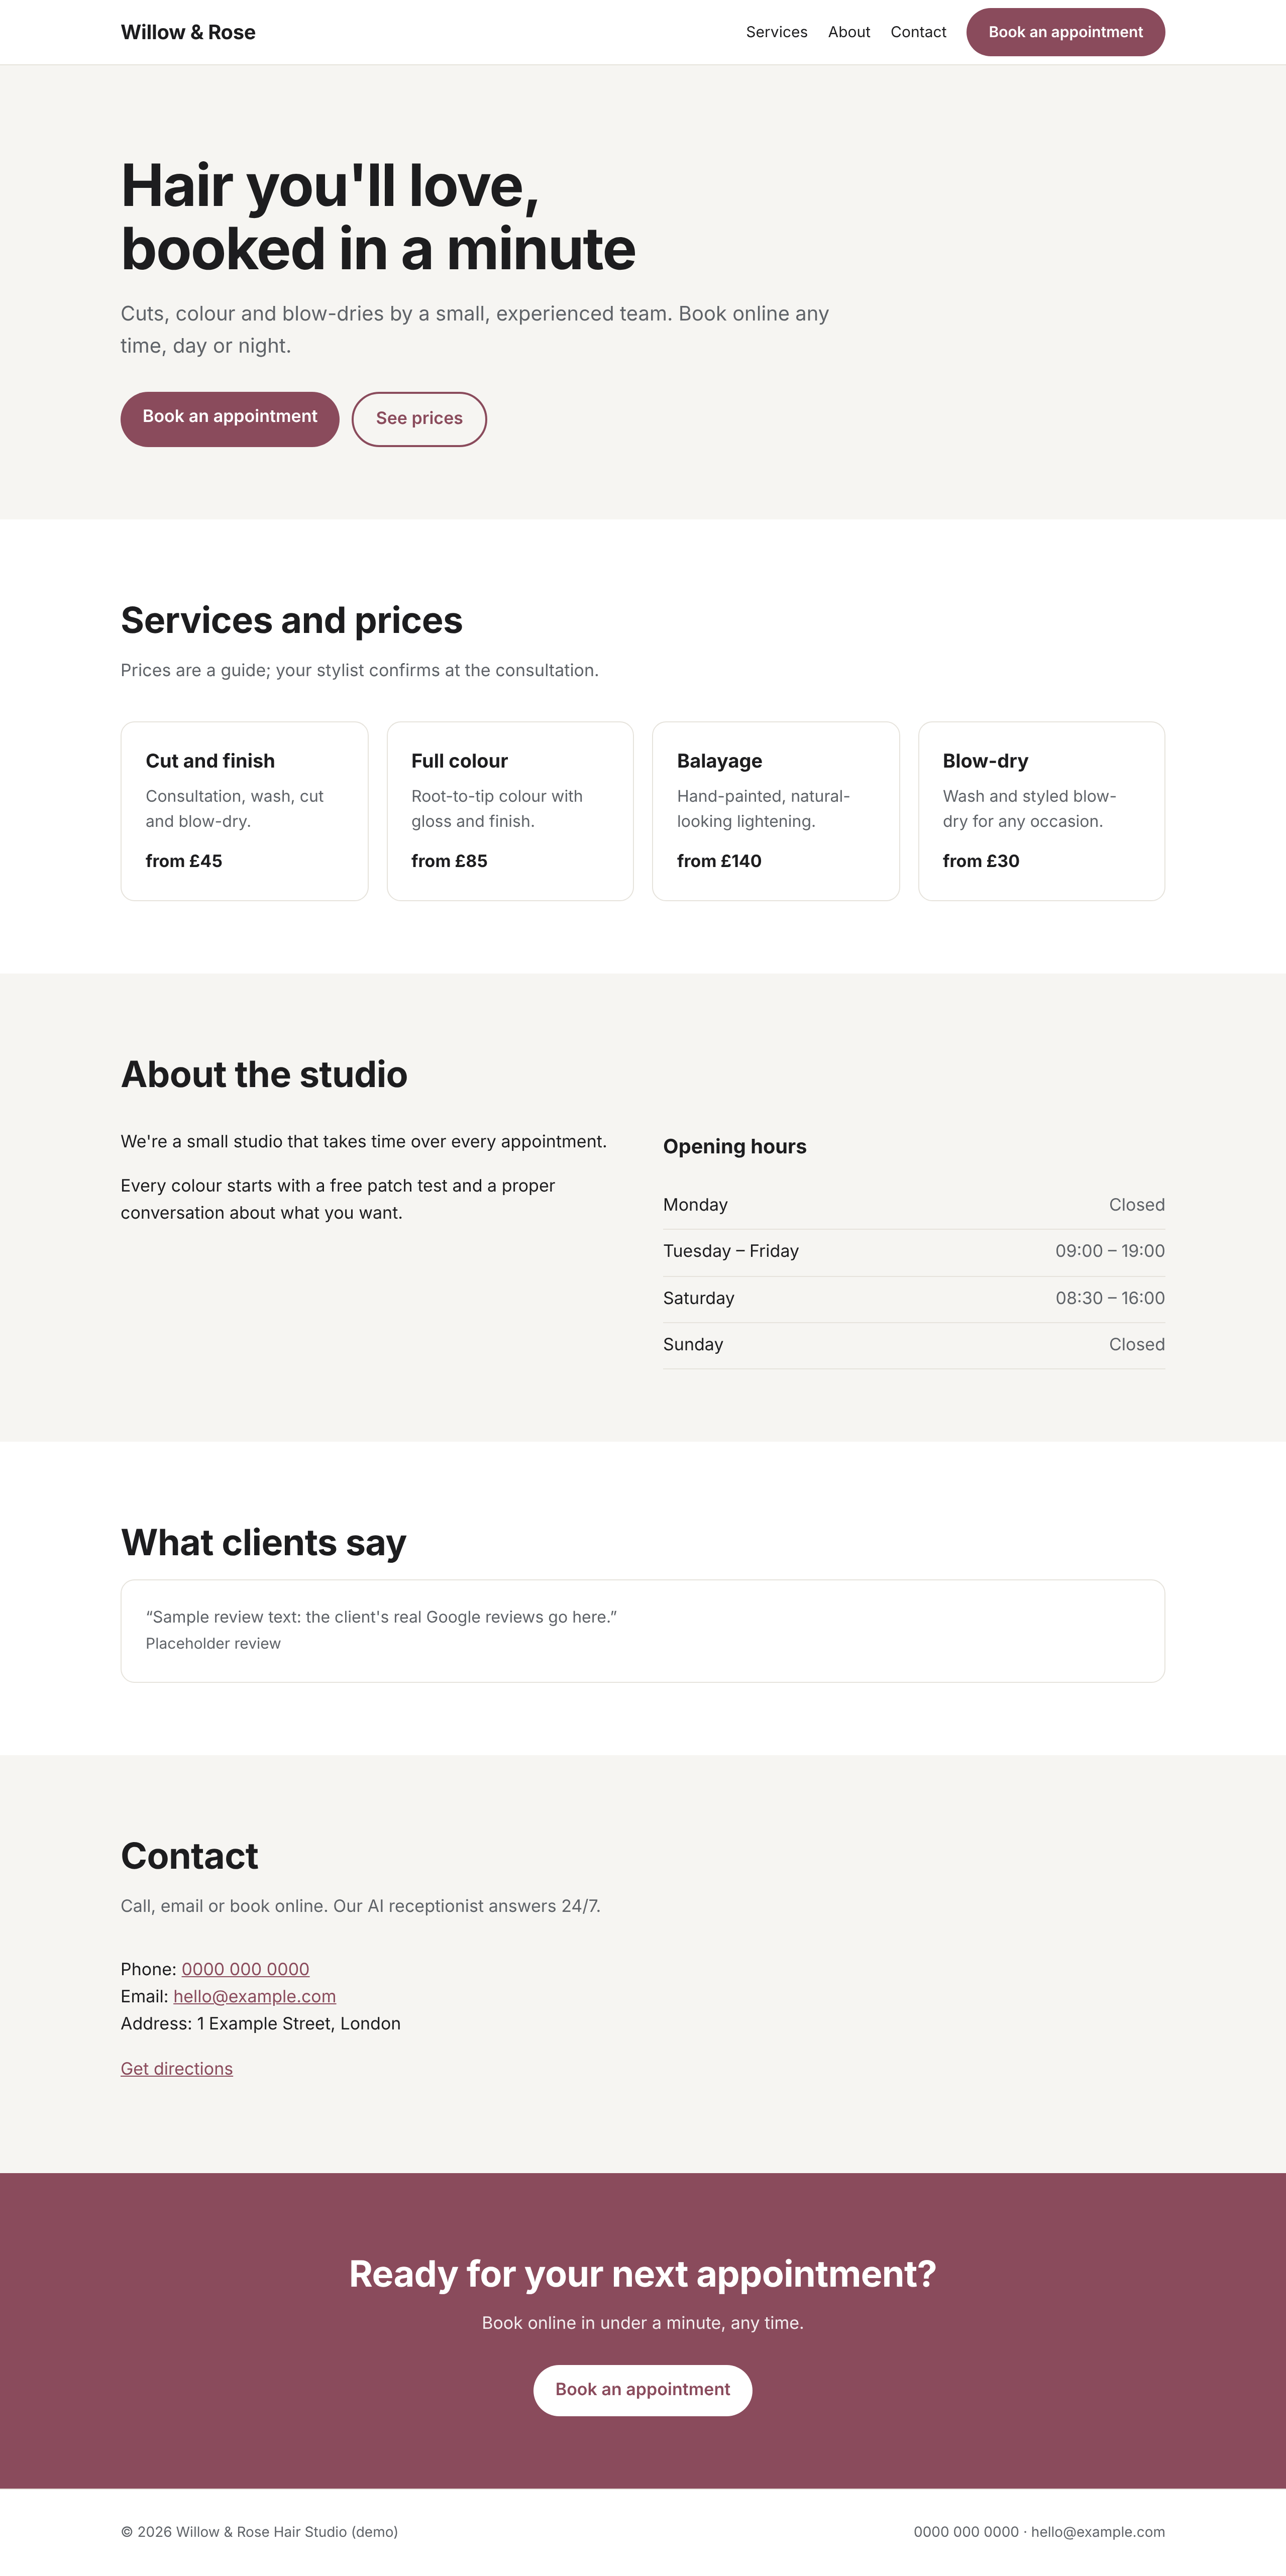 Willow & Rose
Services About Contact Book an appointment
Hair you'll love,
booked in a minute
Cuts, colour and blow-dries by a small, experienced team. Book online any
time, day or night.
Book an appointment See prices
Services and prices
Prices are a guide; your stylist confirms at the consultation.
Cut and finish
Consultation, wash, cut
and blow-dry.
from £45
Full colour
Root-to-tip colour with
gloss and finish.
from £85
Balayage
Hand-painted, natural-
looking lightening.
from £140
Blow-dry
Wash and styled blow-
dry for any occasion.
from £30
About the studio
We're a small studio that takes time over every appointment.
Every colour starts with a free patch test and a proper
conversation about what you want.
Opening hours
Monday Closed
Tuesday – Friday 09:00 – 19:00
Saturday 08:30 – 16:00
Sunday Closed
What clients say
“Sample review text: the client's real Google reviews go here.”
Placeholder review
Contact
Call, email or book online. Our AI receptionist answers 24/7.
Phone: 0000 000 0000
Email: hello@example.com
Address: 1 Example Street, London
Get directions
Ready for your next appointment?
Book online in under a minute, any time.
Book an appointment
© 2026 Willow & Rose Hair Studio (demo) 0000 000 0000 · hello@example.com